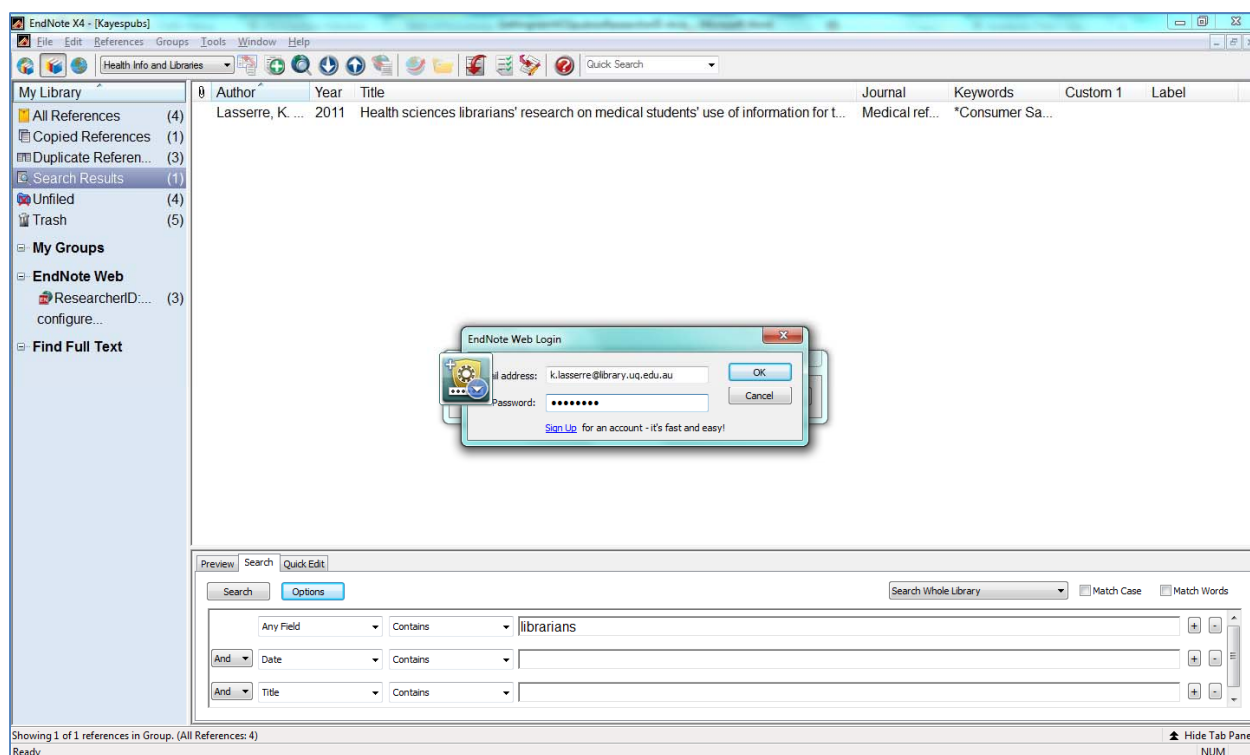 EndNote X4 - [Kayespubs]
File Edit References Groups Tools Window Help
Health Info and Libraries
Quick Search
My Library
Author Year Title Journal Keywords Custom 1 Label
All References (4)
Lasserre, K. ... 2011 Health sciences librarians' research on medical students' use of information for t... Medical ref... *Consumer Sa...
Copied References (1)
Duplicate Referen... (3)
Search Results (1)
Unfiled (4)
Trash (5)
My Groups
EndNote Web
ResearcherID:... (3)
configure...
Find Full Text
EndNote Web Login
il address: k.lasserre@library.uq.edu.au OK
Password: •••••••• Cancel
Sign Up for an account - it's fast and easy!
Preview Search Quick Edit
Search Options Search Whole Library Match Case Match Words
Any Field Contains librarians + -
And Date Contains + -
And Title Contains + -
Showing 1 of 1 references in Group. (All References: 4) Hide Tab Pane
Ready NUM